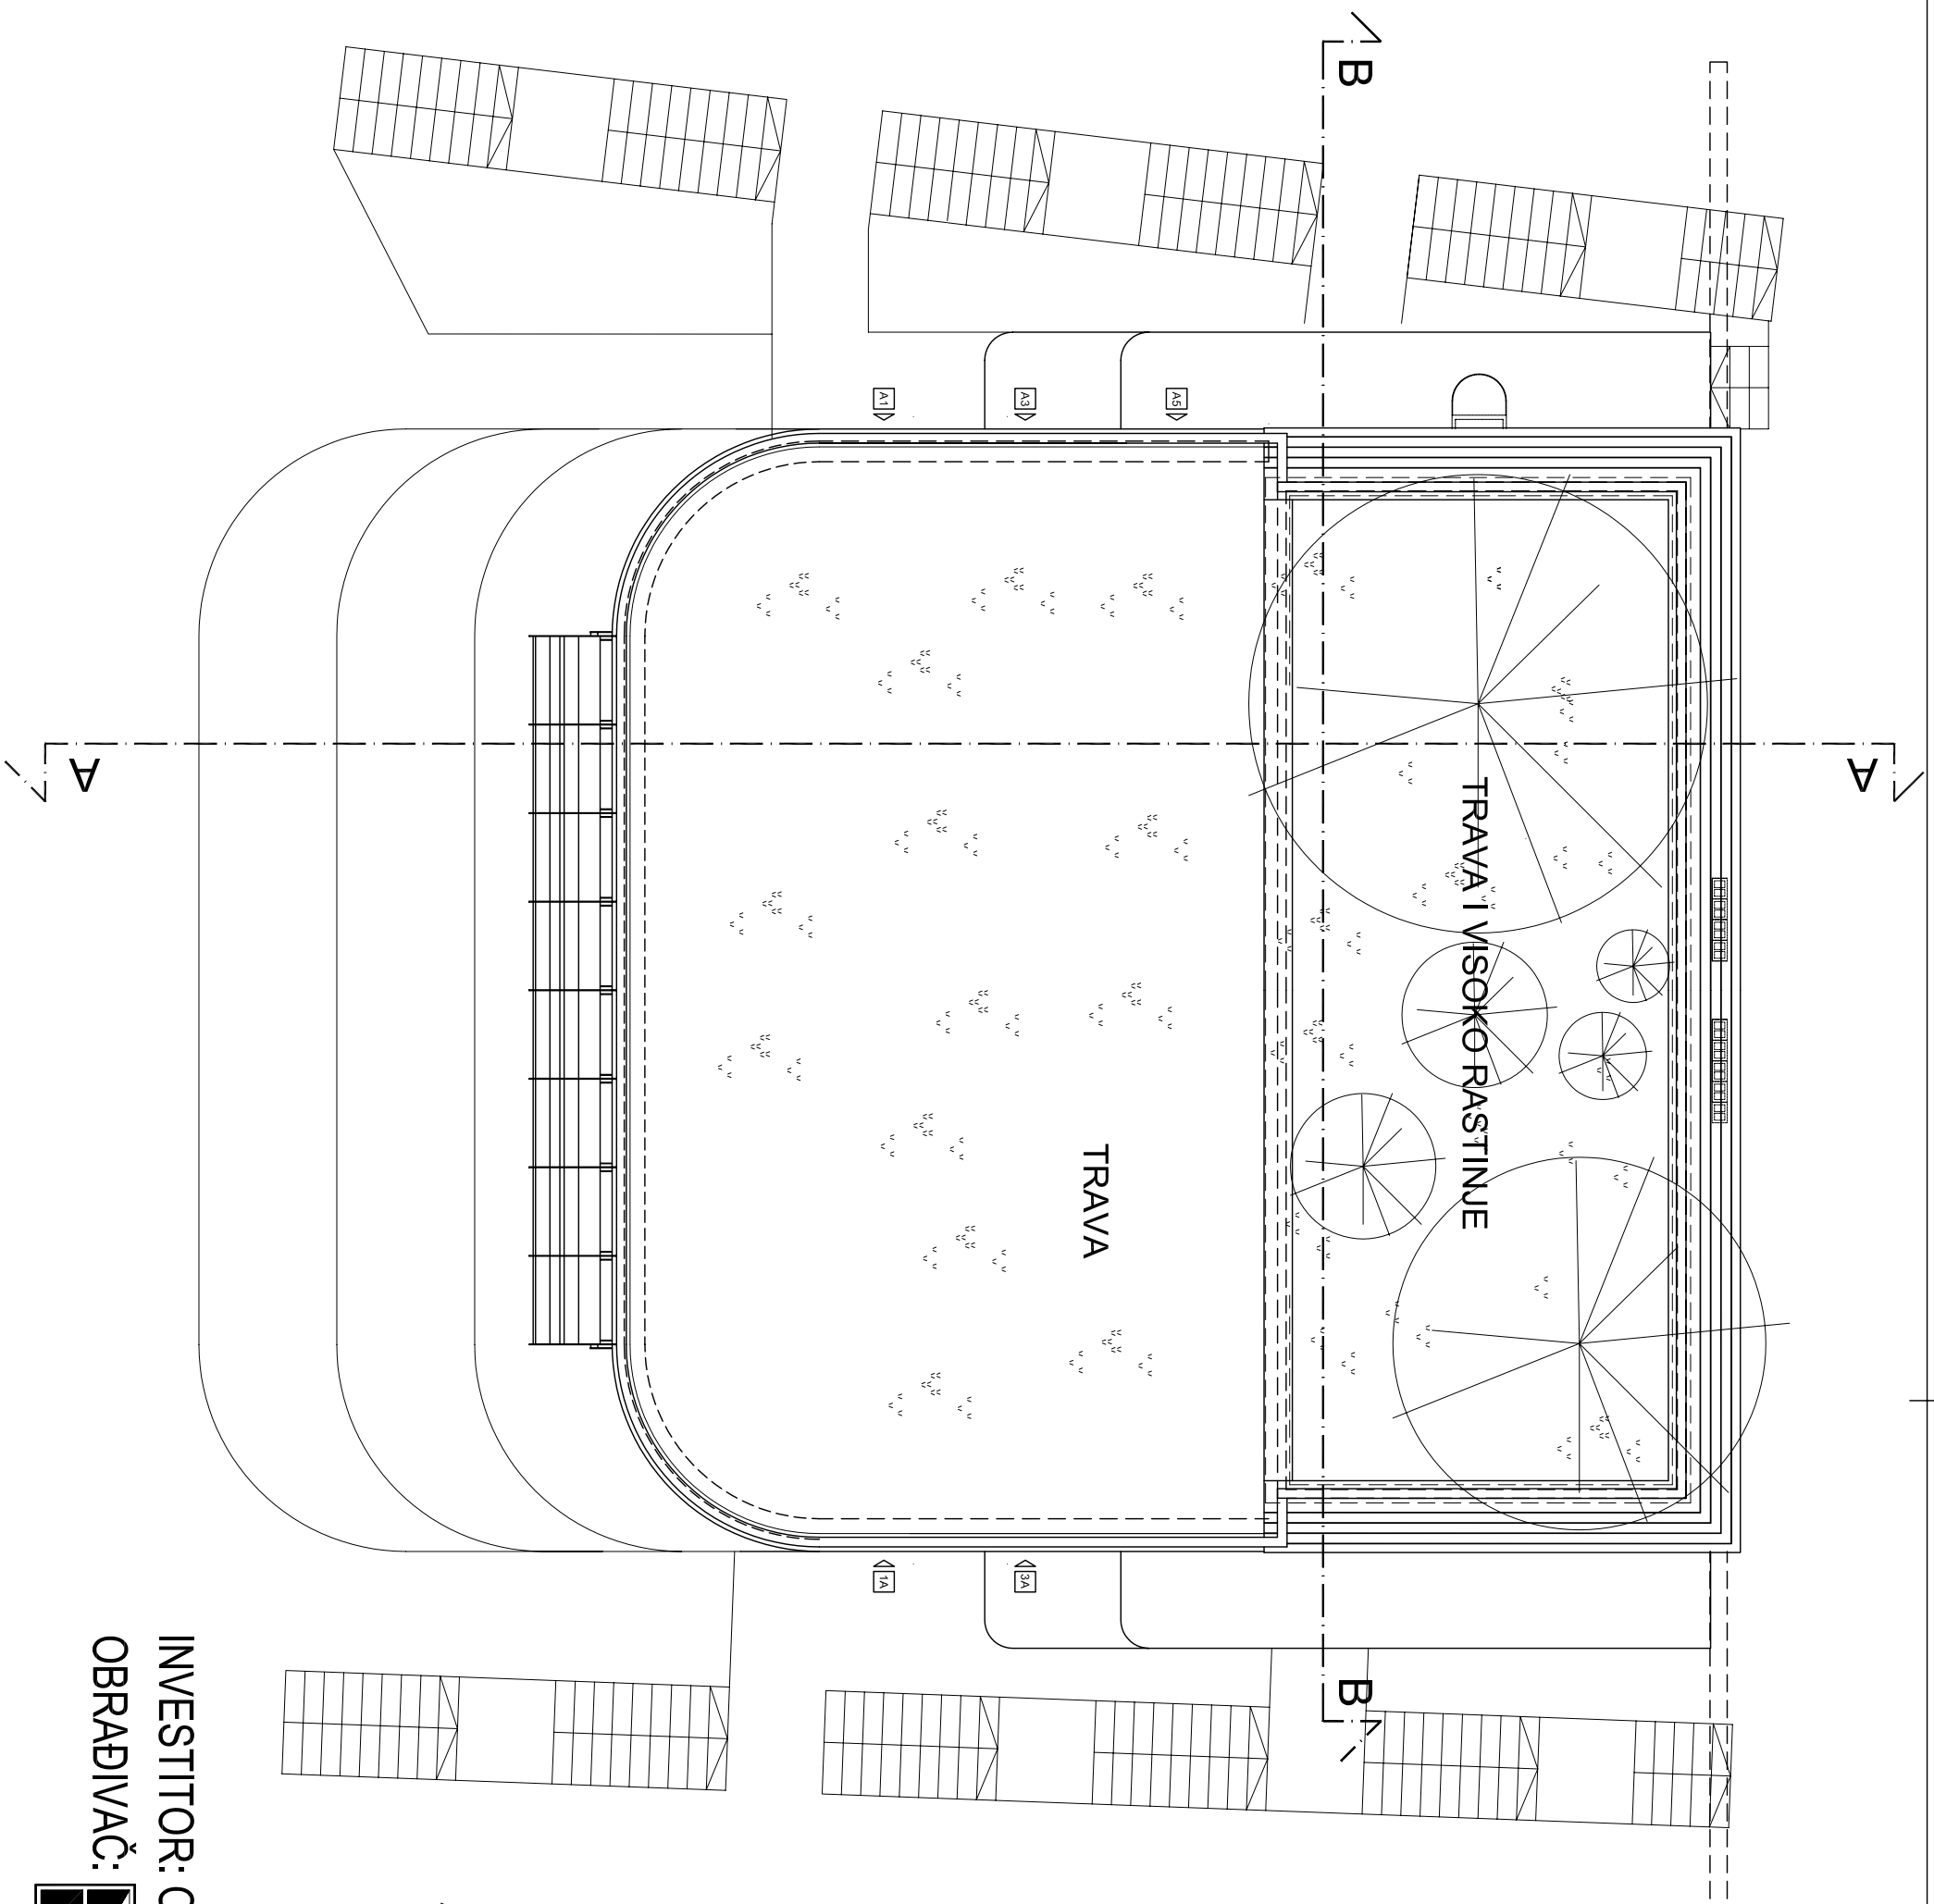 B
A1
A3
A5
A
A
TRAVA I VISOKO RASTINJE
TRAVA
1A
3A
B
INVESTITOR:
OBRAĐIVAČ: